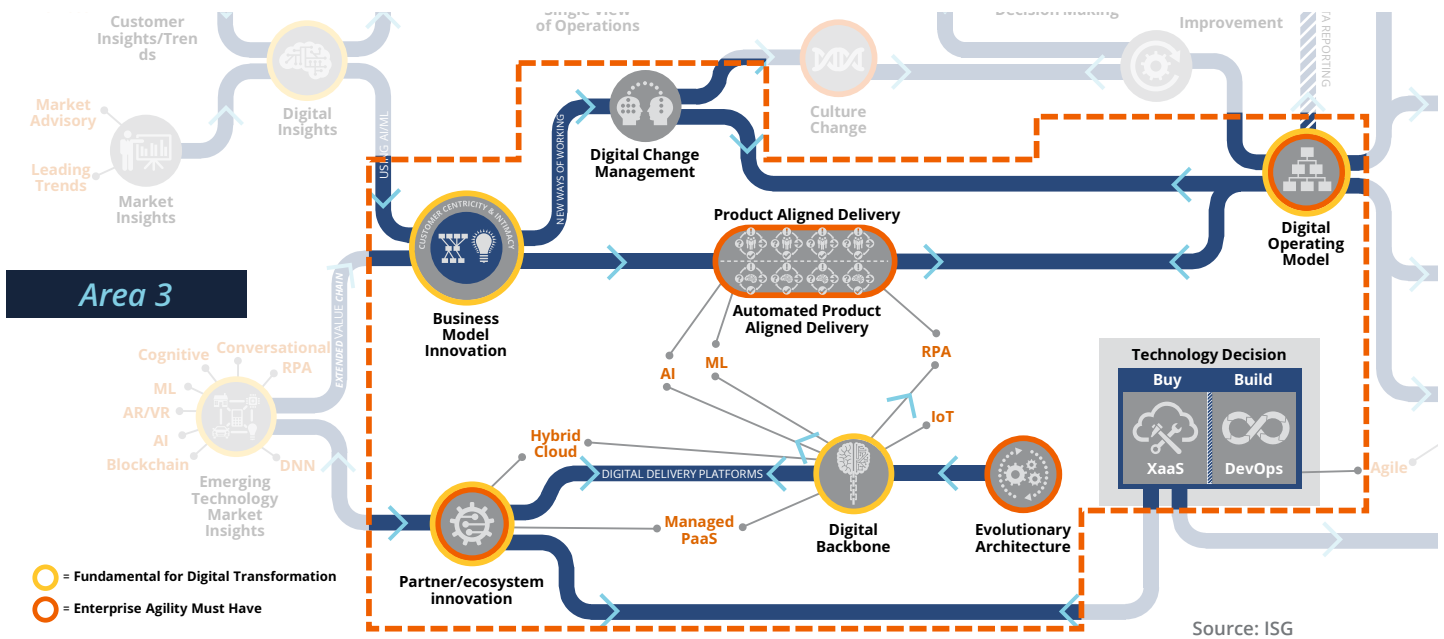 Customer
Insights/Tren
ds
Single View
of Operations
Decision Making
Improvement
TA REPORTING
Market
Advisory
Leading
Trends
Market
Insights
Digital
Insights
USING AI/ML
NEW WAYS OF WORKING
Digital Change
Management
Culture
Change
CUSTOMER CENTRICITY & INTIMACY
Product Aligned Delivery
Digital
Operating
Model
Area 3
EXTENDED VALUE CHAIN
Business
Model
Innovation
Automated Product
Aligned Delivery
Cognitive
Conversational
RPA
ML
AR/VR
AI
Blockchain
DNN
Emerging
Technology
Market
Insights
AI
ML
RPA
IoT
Technology Decision
Buy
Build
XaaS
DevOps
Agile
Hybrid
Cloud
DIGITAL DELIVERY PLATFORMS
Managed
PaaS
Digital
Backbone
Evolutionary
Architecture
Partner/ecosystem
innovation
= Fundamental for Digital Transformation
= Enterprise Agility Must Have
Source: ISG